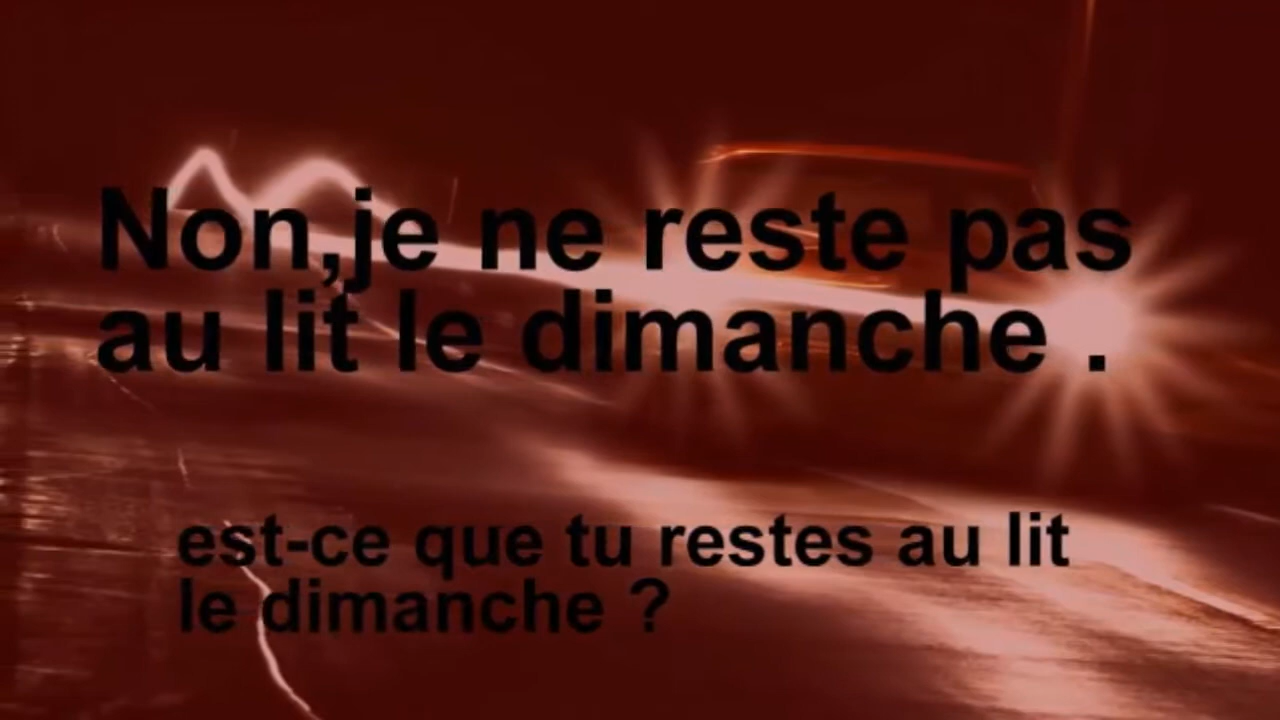 Non,je ne reste pas
au lit le dimanche .
est-ce que tu restes au lit
le dimanche ?